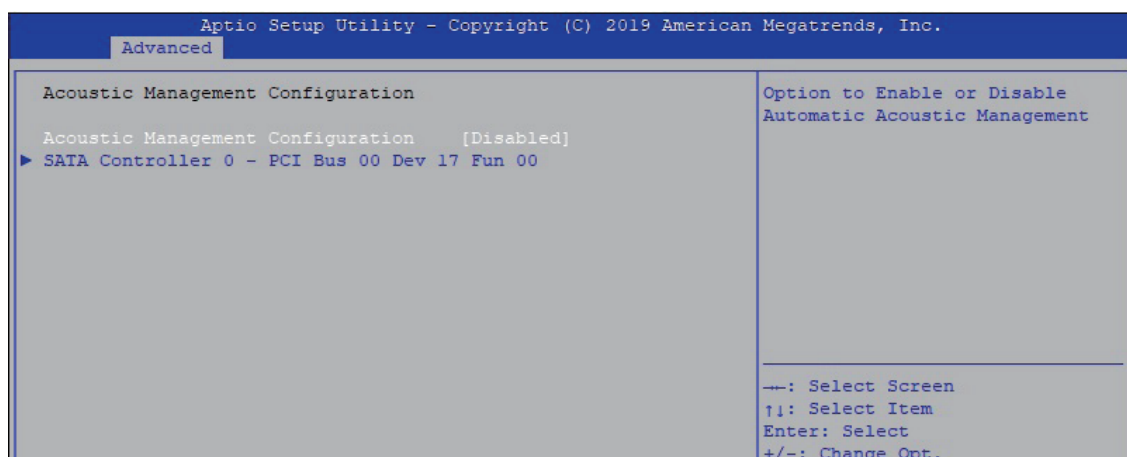 Aptio Setup Utility - Copyright (C) 2019 American Megatrends, Inc.
Advanced
Acoustic Management Configuration
Acoustic Management Configuration [Disabled]
► SATA Controller 0 - PCI Bus 00 Dev 17 Fun 00
Option to Enable or Disable
Automatic Acoustic Management
→←: Select Screen
↑↓: Select Item
Enter: Select
+/-: Change Opt.